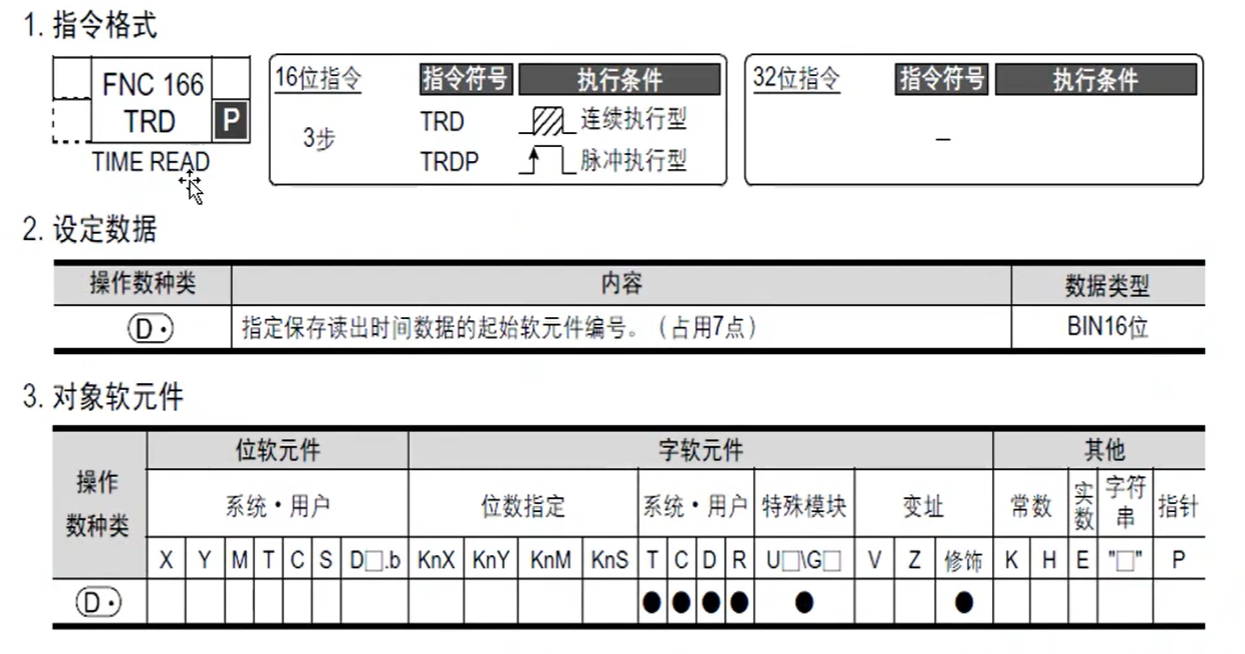 1. 指令格式
FNC 166
TRD P
TIME READ
16位指令 指令符号 执行条件
3步
TRD 连续执行型
TRDP 脉冲执行型
32位指令 指令符号 执行条件
–
2. 设定数据
操作数种类 内容 数据类型
D· 指定保存读出时间数据的起始软元件编号。（占用7点） BIN16位
3. 对象软元件
操作数种类 位软元件 字软元件 其他
系统·用户 位数指定 系统·用户 特殊模块 变址 常数 实数 字符串 指针
X Y M T C S D□.b KnX KnY KnM KnS T C D R U□\G□ V Z 修饰 K H E "□" P
D· ● ● ● ● ● ●